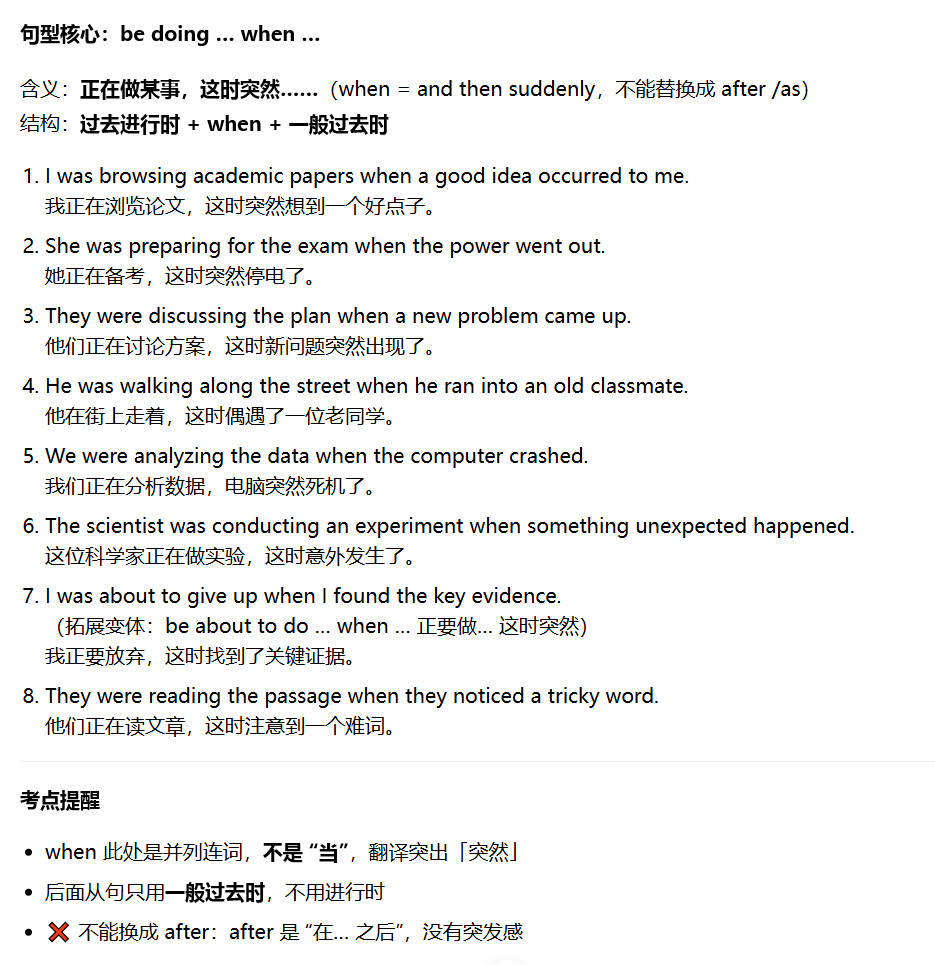 句型核心：be doing … when …
含义：正在做某事，这时突然……（when = and then suddenly，不能替换成 after /as）
结构：过去进行时 + when + 一般过去时
1. I was browsing academic papers when a good idea occurred to me.
我正在浏览论文，这时突然想到一个好点子。
2. She was preparing for the exam when the power went out.
她正在备考，这时突然停电了。
3. They were discussing the plan when a new problem came up.
他们正在讨论方案，这时新问题突然出现了。
4. He was walking along the street when he ran into an old classmate.
他在街上走着，这时偶遇了一位老同学。
5. We were analyzing the data when the computer crashed.
我们正在分析数据，电脑突然死机了。
6. The scientist was conducting an experiment when something unexpected happened.
这位科学家正在做实验，这时意外发生了。
7. I was about to give up when I found the key evidence.
（拓展变体：be about to do … when … 正要做… 这时突然）
我正要放弃，这时找到了关键证据。
8. They were reading the passage when they noticed a tricky word.
他们正在读文章，这时注意到一个难词。
考点提醒
• when 此处是并列连词，不是 “当”，翻译突出「突然」
• 后面从句只用一般过去时，不用进行时
• ❌ 不能换成 after：after 是 “在… 之后”，没有突发感